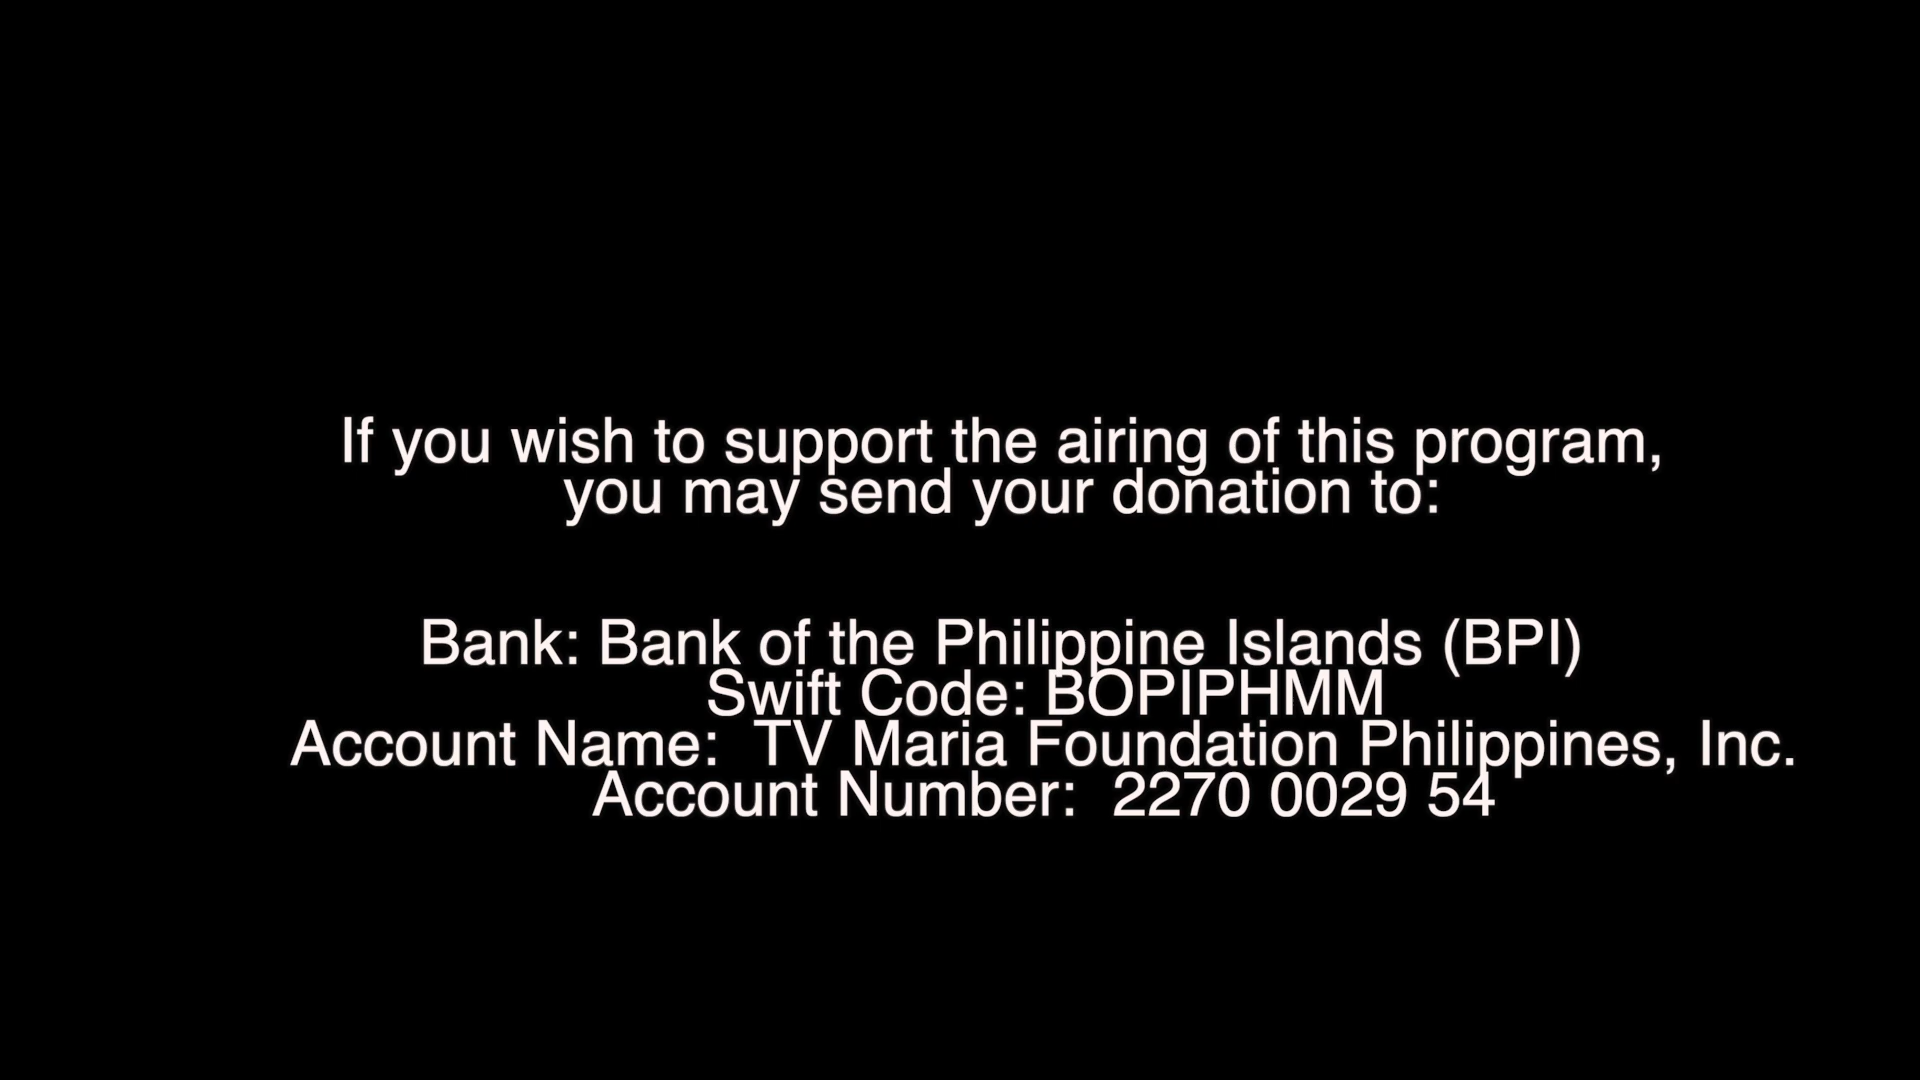 If you wish to support the airing of this program,
you may send your donation to:
Bank: Bank of the Philippine Islands (BPI)
Swift Code: BOPIPHMM
Account Name:  TV Maria Foundation Philippines, Inc.
Account Number:  2270 0029 54